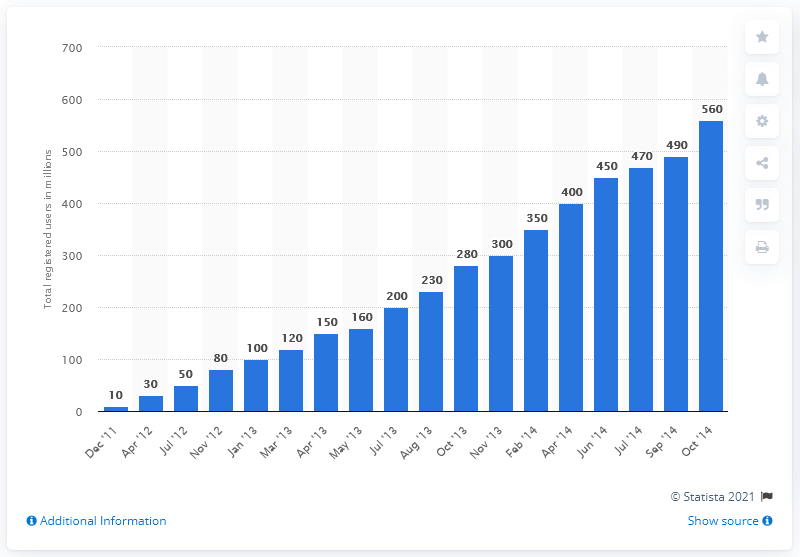 Total registered users in millions
700
600
500
400
300
200
100
0
10
30
50
80
100
120
150
160
200
230
280
300
350
400
450
470
490
560
Dec '11
Apr '12
Jul '12
Nov '12
Jan '13
Mar '13
Apr '13
May '13
Jul '13
Aug '13
Oct '13
Nov '13
Feb '14
Apr '14
Jun '14
Jul '14
Sep '14
Oct '14
© Statista 2021
Additional Information
Show source